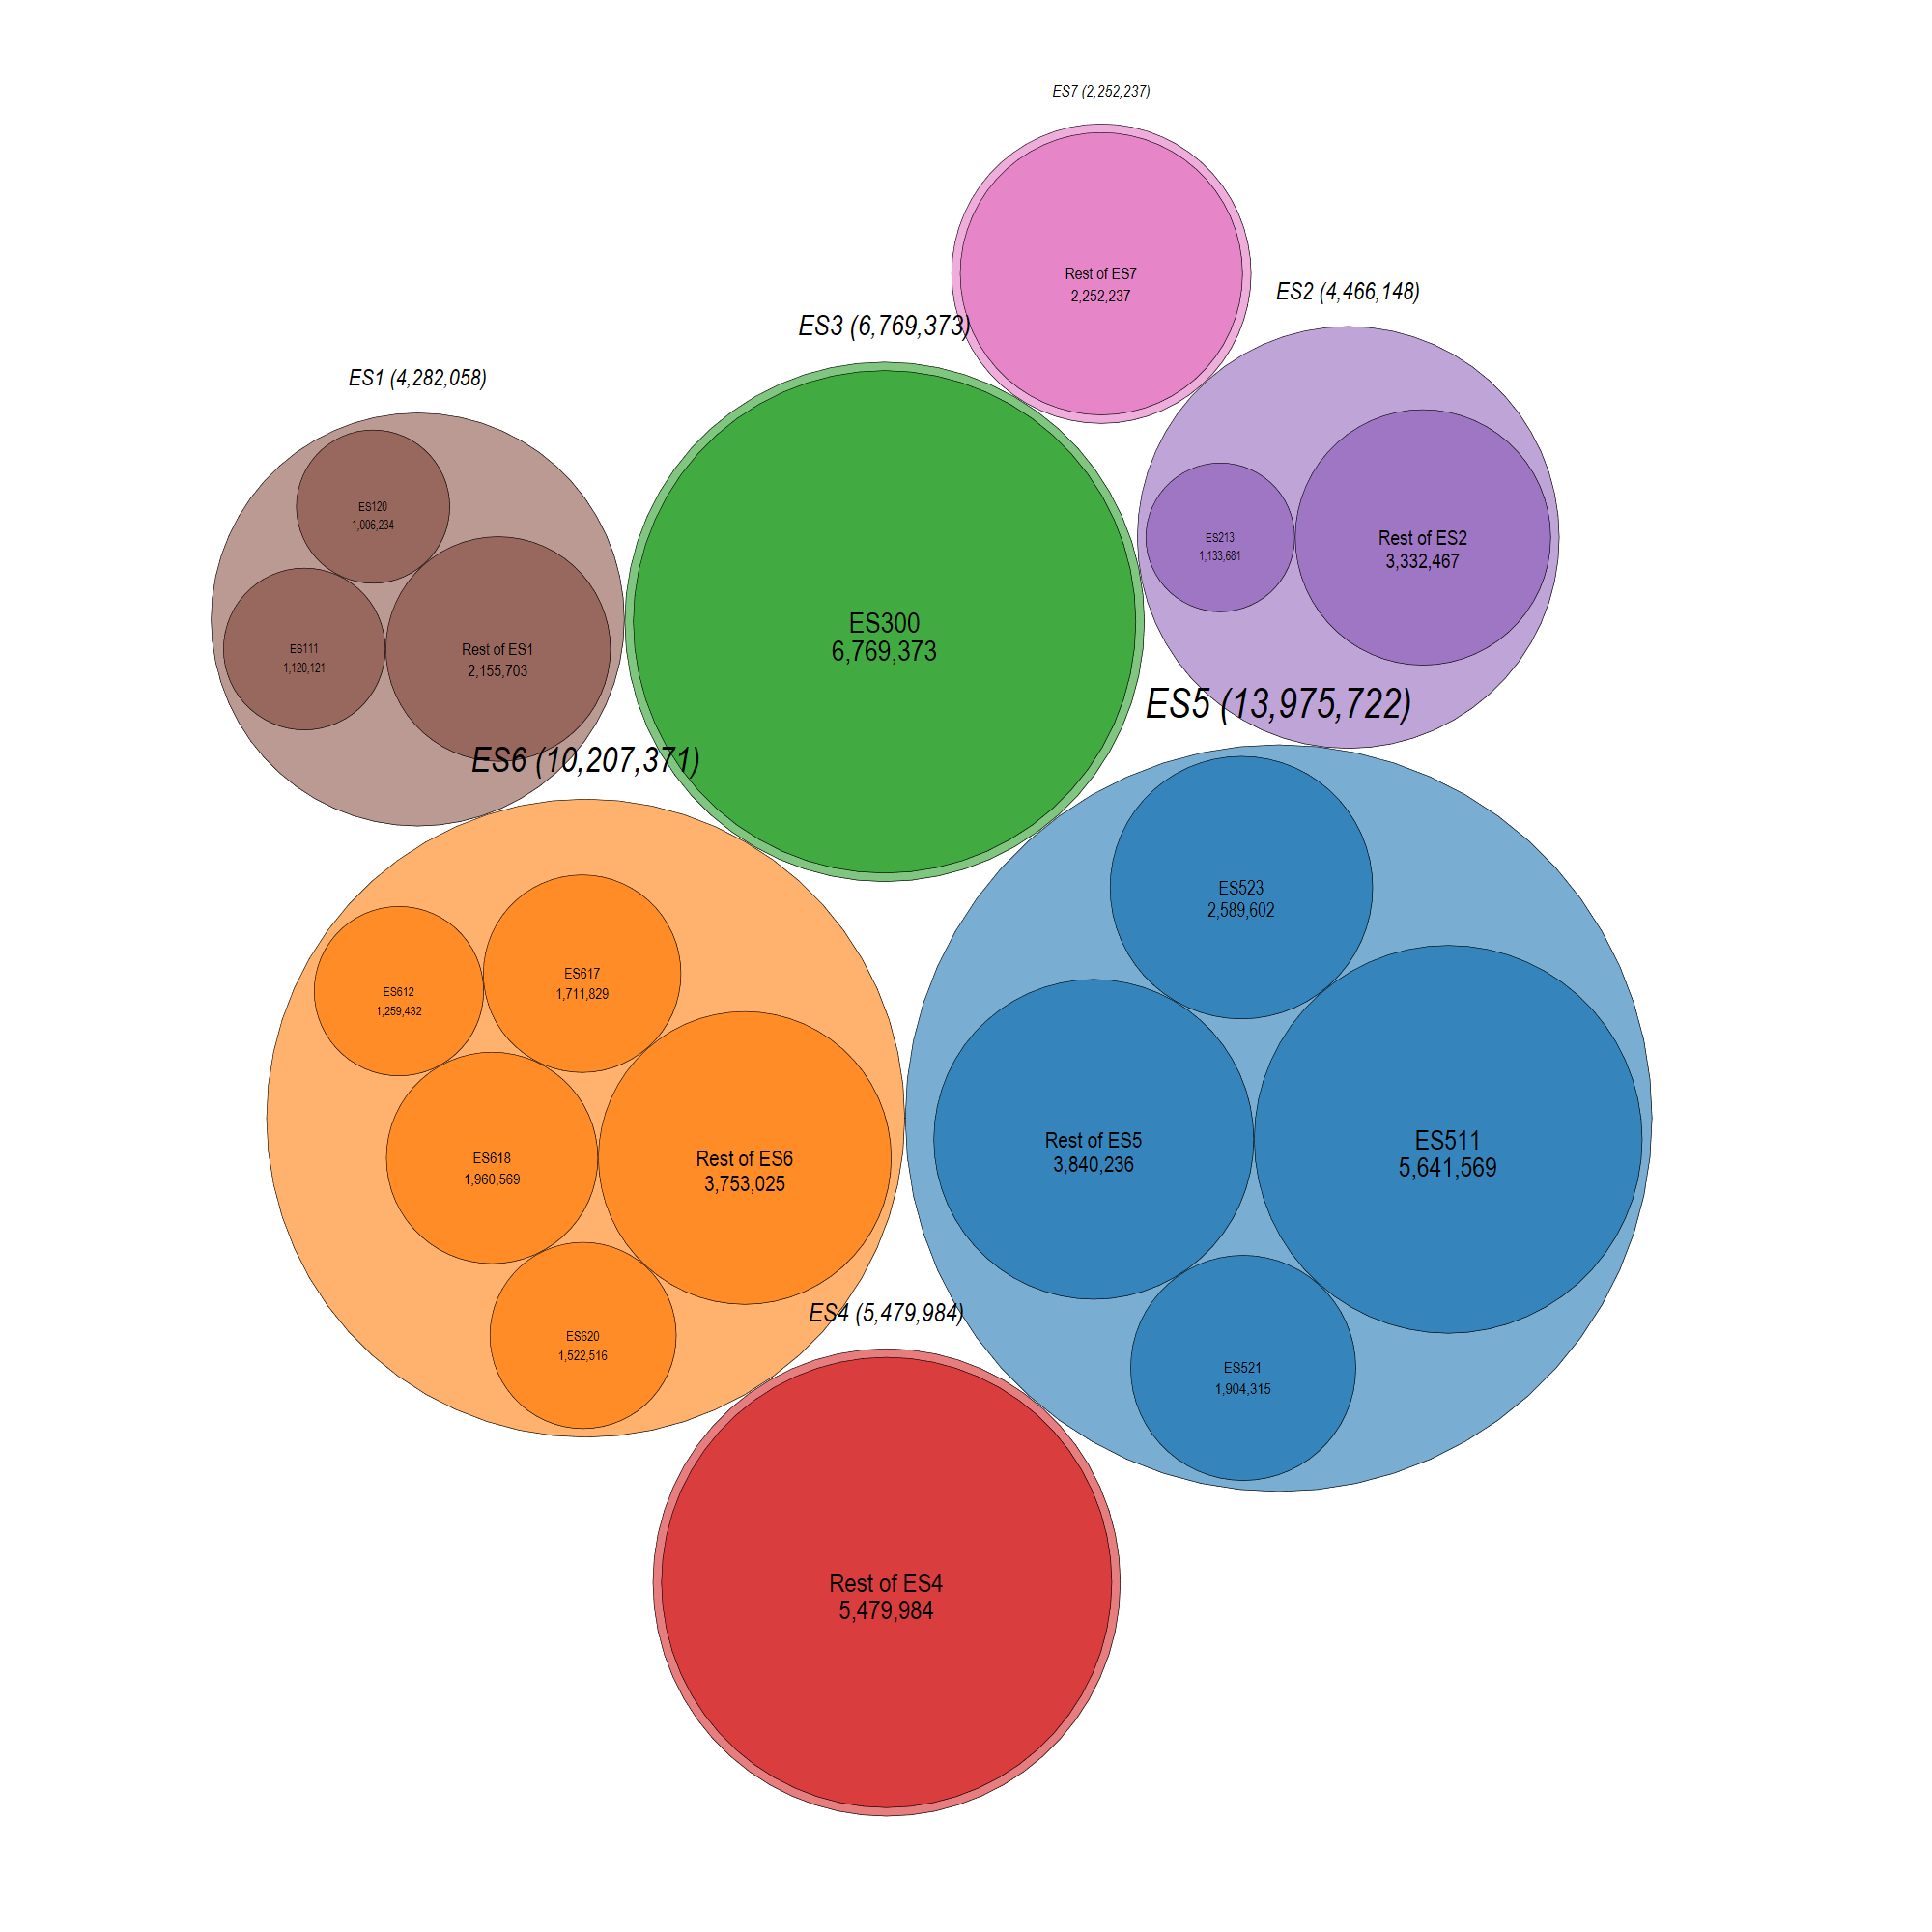 ES7 (2,252,237)
Rest of ES7
2,252,237
ES2 (4,466,148)
ES3 (6,769,373)
ES1 (4,282,058)
ES120
1,006,234
ES213
1,133,681
Rest of ES2
3,332,467
ES300
6,769,373
ES111
1,120,121
Rest of ES1
2,155,703
ES5 (13,975,722)
ES6 (10,207,371)
ES523
2,589,602
ES617
1,711,829
ES612
1,259,432
Rest of ES5
3,840,236
ES511
5,641,569
ES618
1,960,569
Rest of ES6
3,753,025
ES4 (5,479,984)
ES620
1,522,516
ES521
1,904,315
Rest of ES4
5,479,984